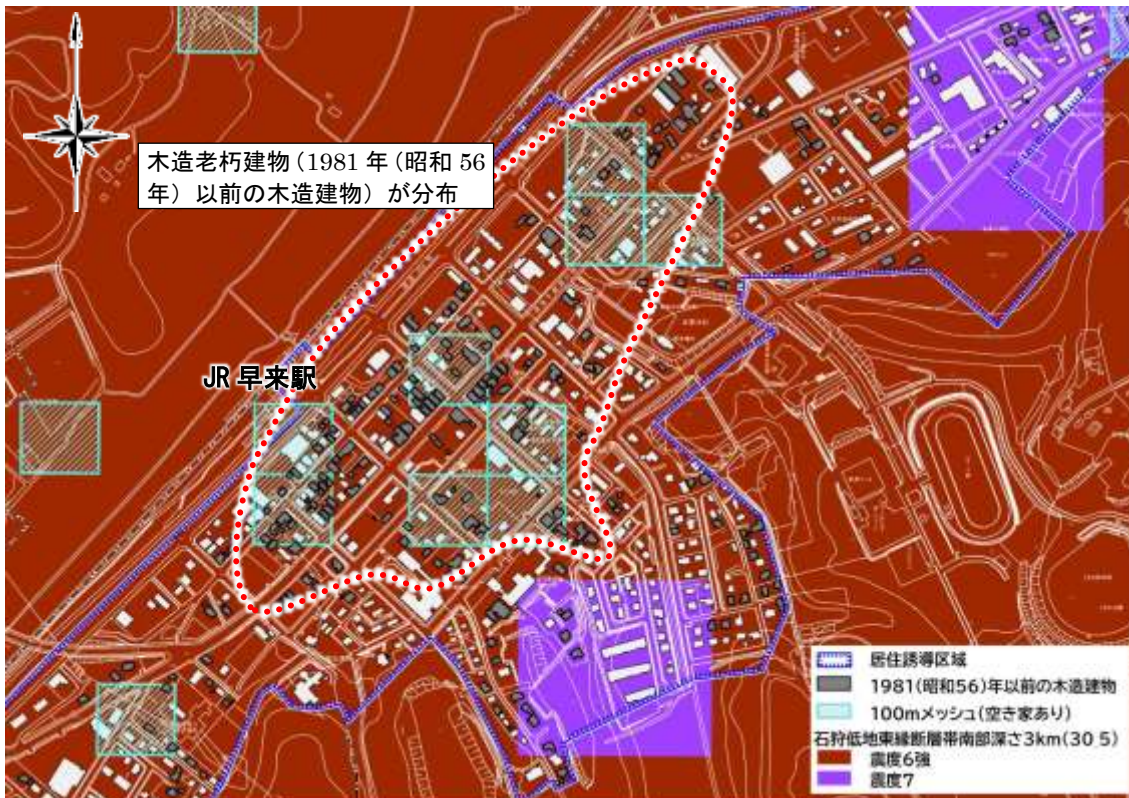 木造老朽建物（1981 年（昭和 56
年）以前の木造建物）が分布
JR 早来駅
居住誘導区域
1981(昭和56)年以前の木造建物
100mメッシュ(空き家あり)
石狩低地東縁断層帯南部深さ3km(30_5)
震度6強
震度7